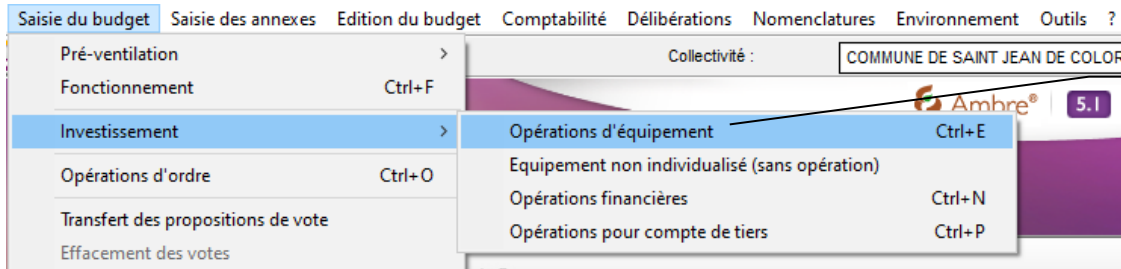 Saisie du budget Saisie des annexes Edition du budget Comptabilité Délibérations Nomenclatures Environnement Outils ?
Pré-ventilation >
Collectivité : COMMUNE DE SAINT JEAN DE COLOR
Fonctionnement Ctrl+F
Ambre® 5.1
Investissement >
Opérations d'équipement Ctrl+E
Equipement non individualisé (sans opération)
Opérations d'ordre Ctrl+O
Opérations financières Ctrl+N
Transfert des propositions de vote
Opérations pour compte de tiers Ctrl+P
Effacement des votes